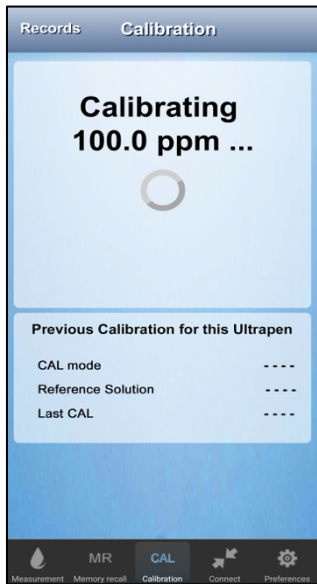 Records Calibration
Calibrating
100.0 ppm ...
Previous Calibration for this Ultrapen
CAL mode ----
Reference Solution ----
Last CAL ----
MR CAL
Measurement Memory recall Calibration Connect Preferences